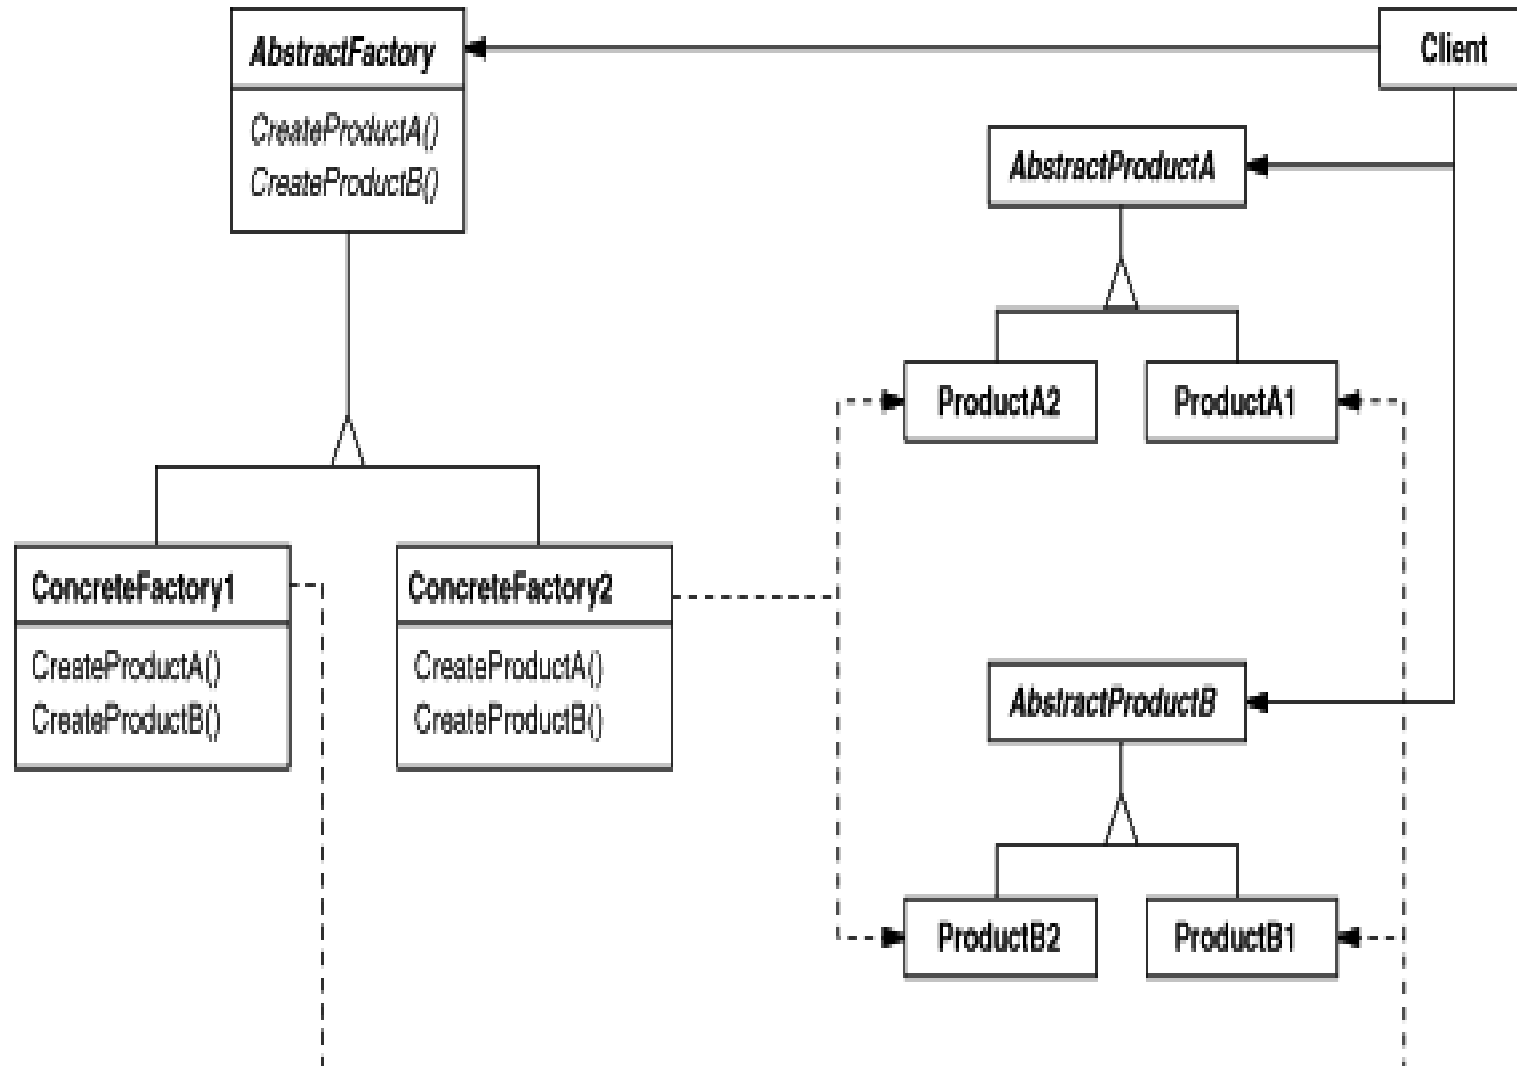 AbstractFactory
CreateProductA()
CreateProductB()
Client
AbstractProductA
ProductA2
ProductA1
ConcreteFactory1
CreateProductA()
CreateProductB()
ConcreteFactory2
CreateProductA()
CreateProductB()
AbstractProductB
ProductB2
ProductB1